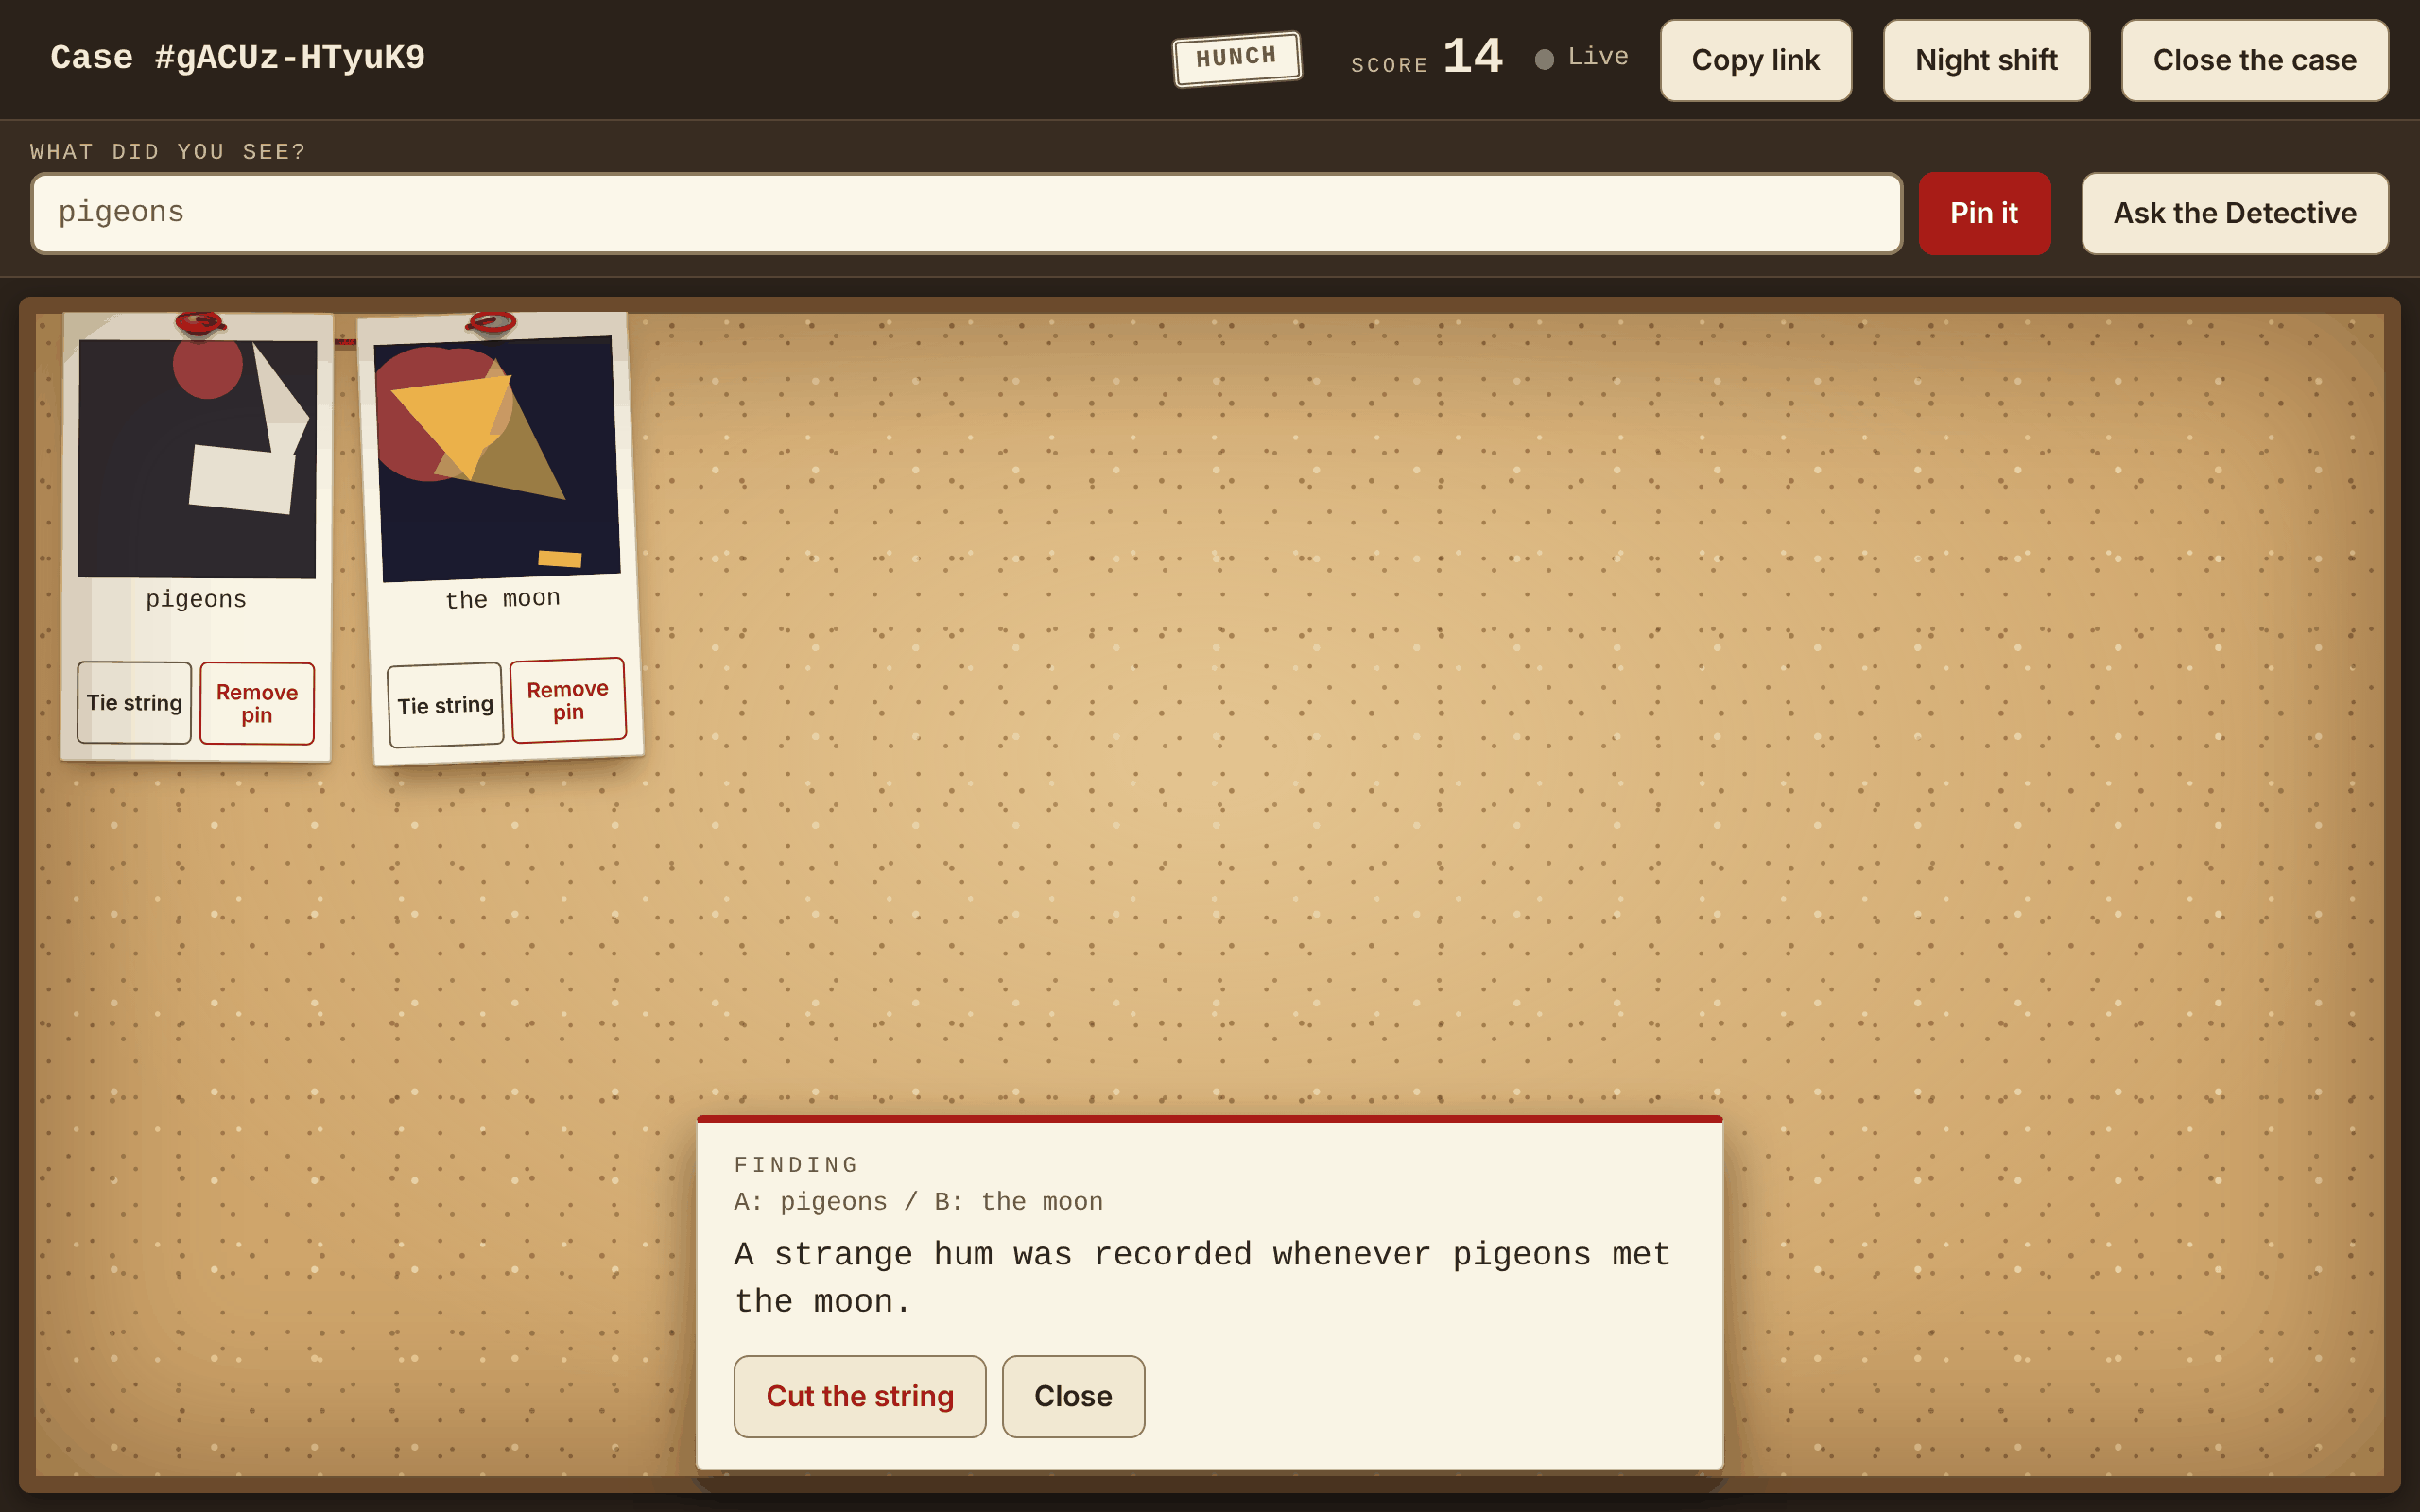 Case #gACUz-HTyuK9
HUNCH
SCORE 14
Live
Copy link
Night shift
Close the case
WHAT DID YOU SEE?
pigeons
Pin it
Ask the Detective
pigeons
Tie string
Remove
pin
the moon
Tie string
Remove
pin
FINDING
A: pigeons / B: the moon
A strange hum was recorded whenever pigeons met
the moon.
Cut the string
Close